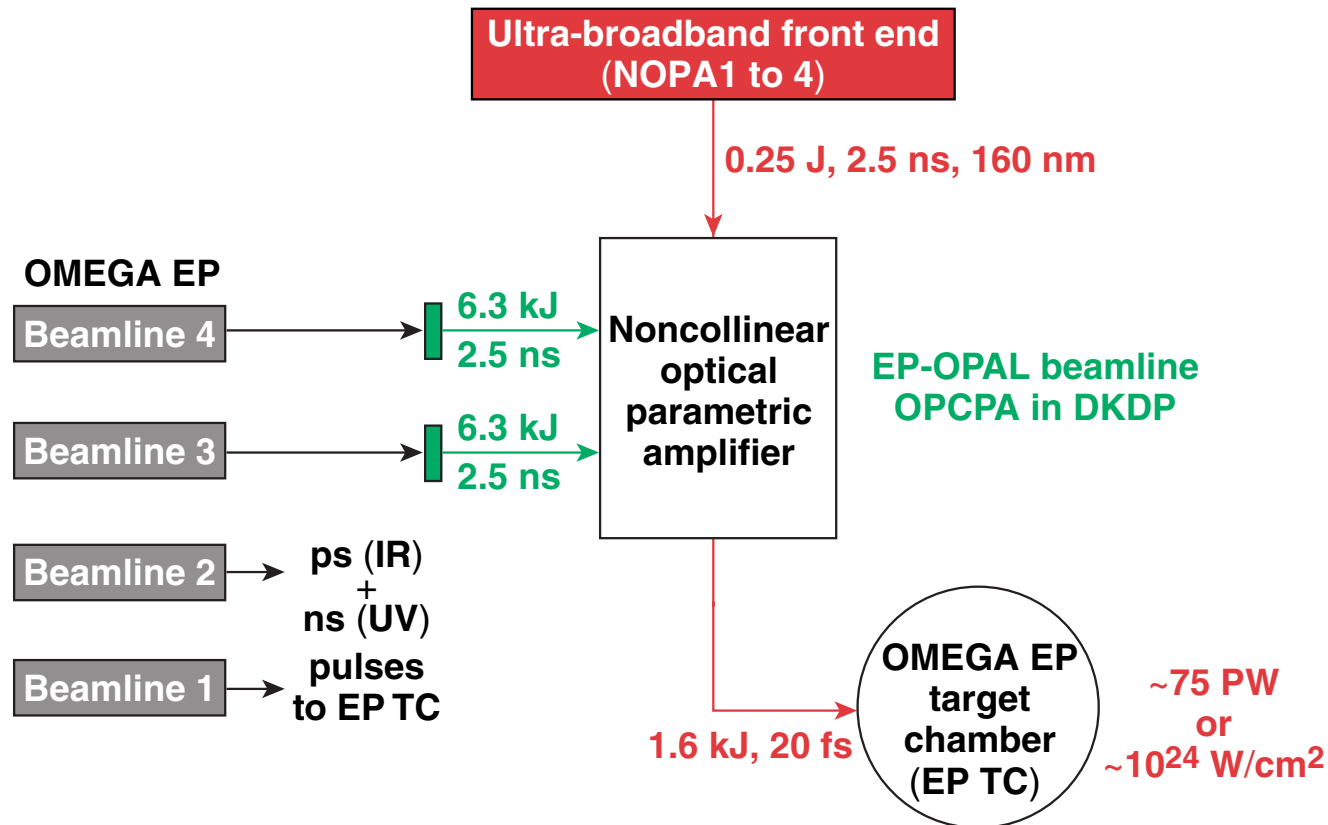 Ultra-broadband front end
(NOPA1 to 4)
0.25 J, 2.5 ns, 160 nm
OMEGA EP
Beamline 4
6.3 kJ
2.5 ns
Beamline 3
6.3 kJ
2.5 ns
Noncollinear
optical
parametric
amplifier
EP-OPAL beamline
OPCPA in DKDP
Beamline 2
Beamline 1
ps (IR)
+
ns (UV)
pulses
to EP TC
1.6 kJ, 20 fs
OMEGA EP
target
chamber
(EP TC)
~75 PW
or
~10²⁴ W/cm²